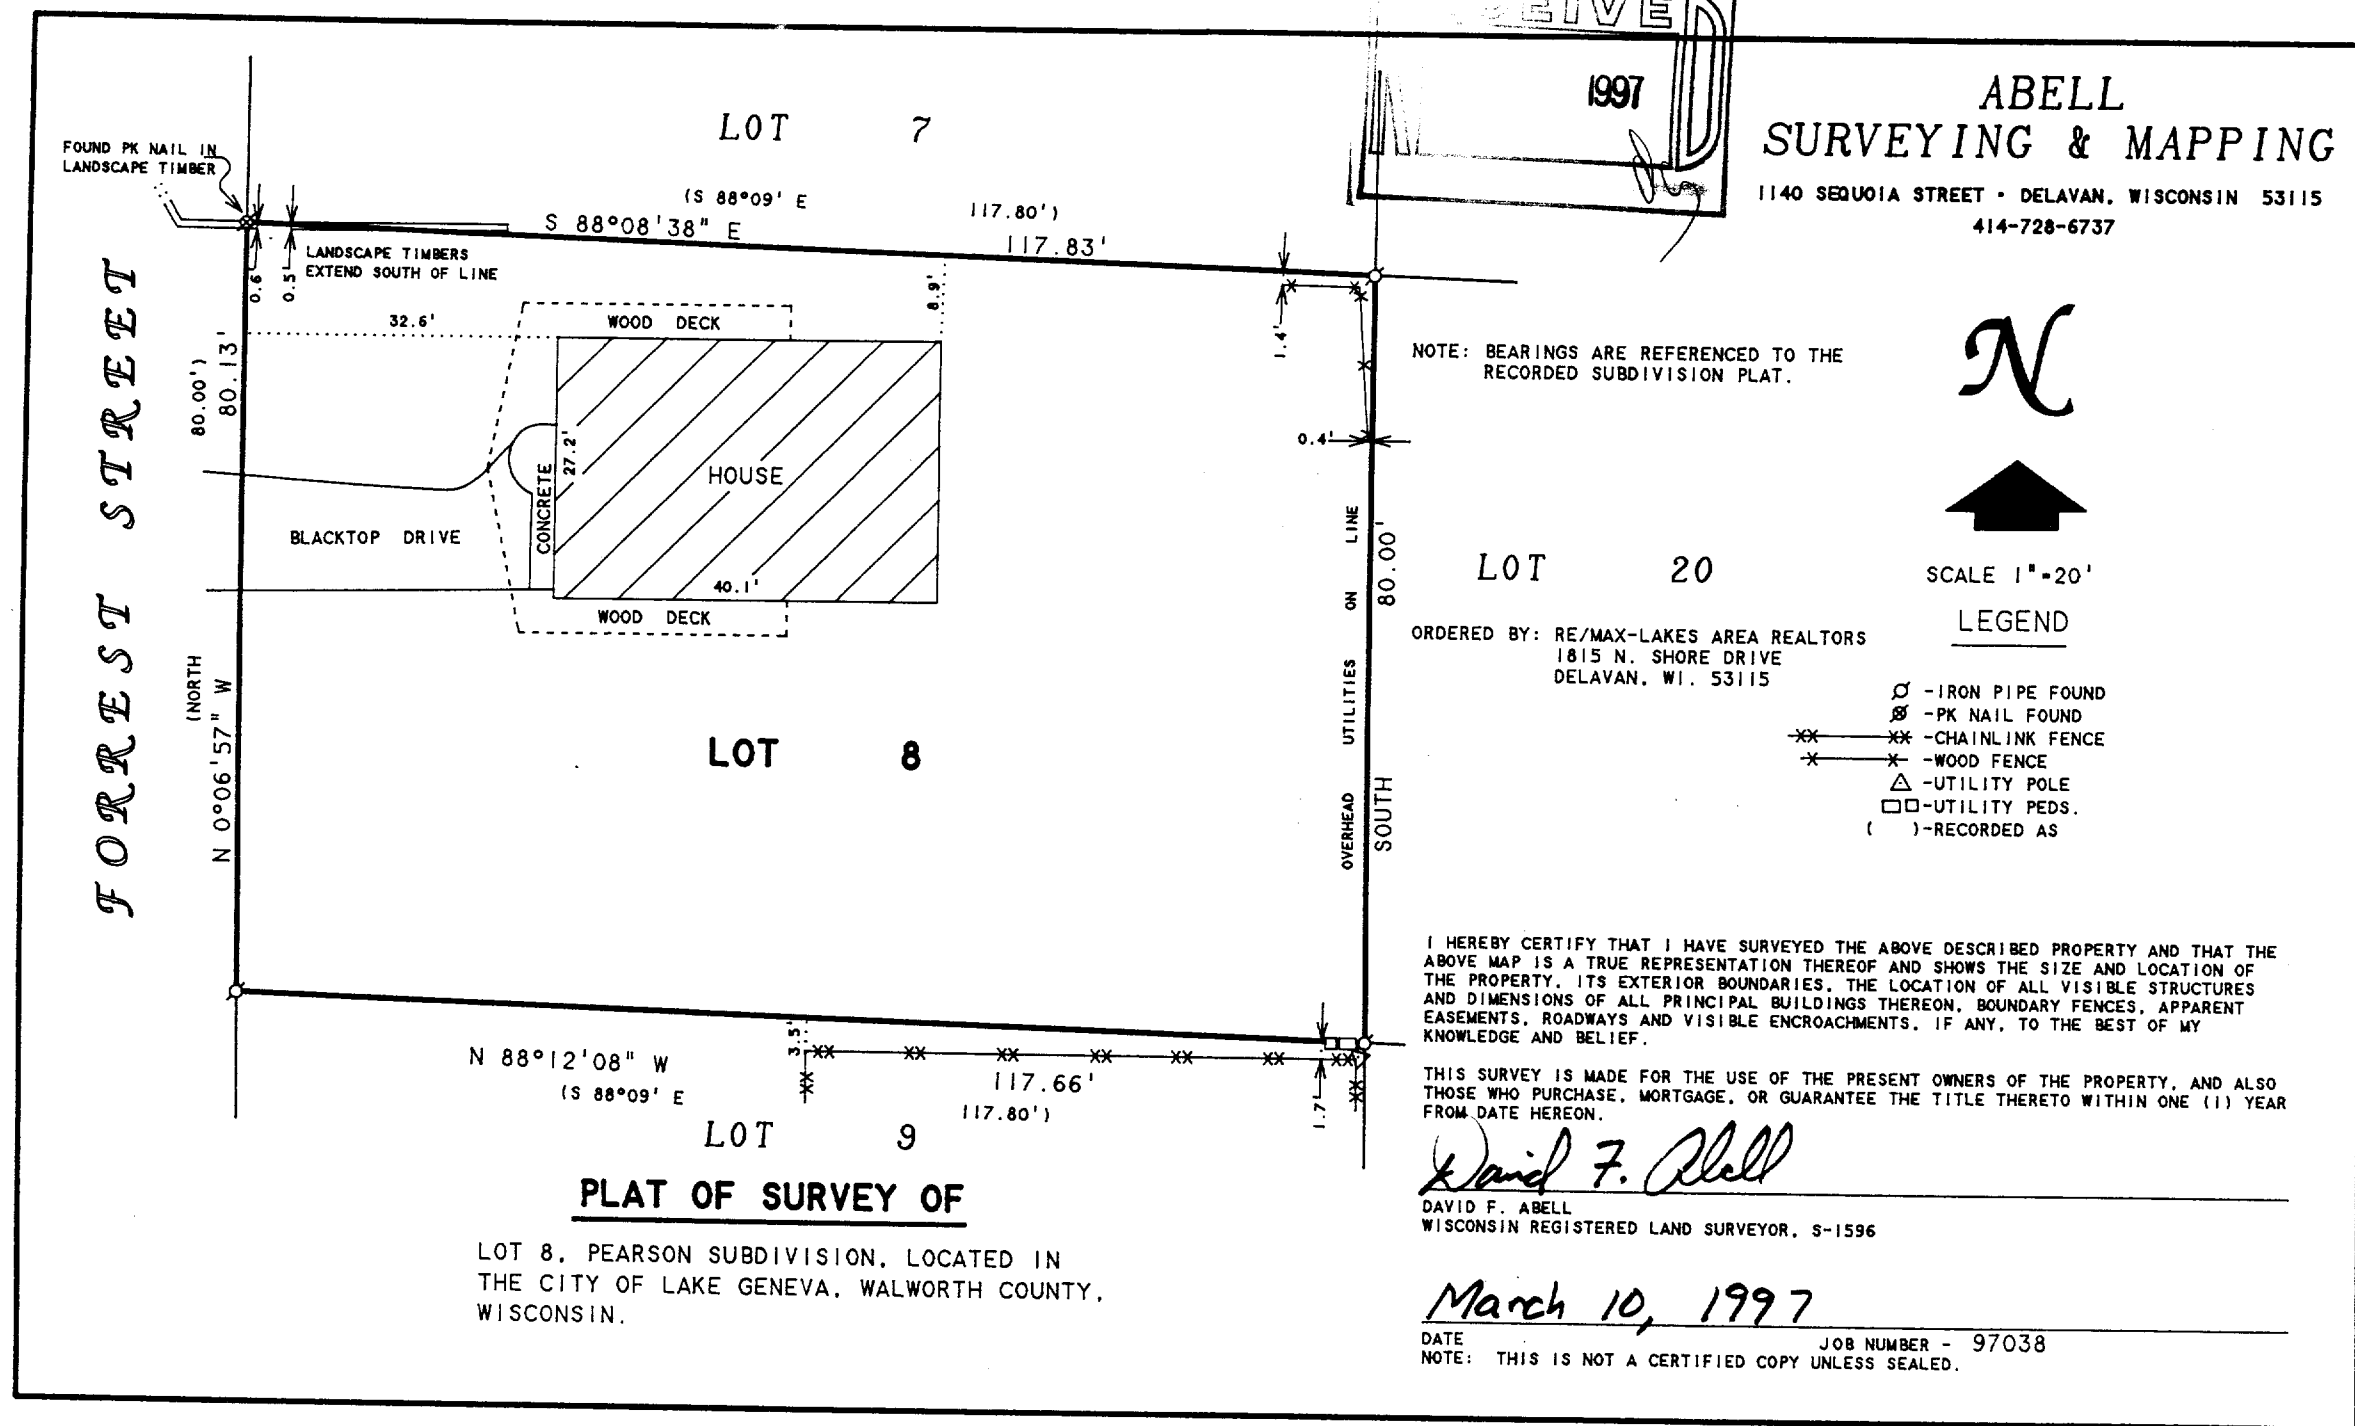 1997
ABELL
SURVEYING & MAPPING
1140 SEQUOIA STREET • DELAVAN, WISCONSIN 53115
414-728-6737
FOUND PK NAIL IN
LANDSCAPE TIMBER
LOT 7
(S 88°09' E 117.80')
S 88°08'38" E 117.83'
LANDSCAPE TIMBERS
EXTEND SOUTH OF LINE
0.6'
0.5'
32.6'
8.9'
1.4'
WOOD DECK
FORREST STREET
80.00')
80.13'
(NORTH
N 0°06'57" W
27.2'
HOUSE
CONCRETE
BLACKTOP DRIVE
40.1'
WOOD DECK
0.4'
NOTE: BEARINGS ARE REFERENCED TO THE
RECORDED SUBDIVISION PLAT.
N
OVERHEAD UTILITIES ON LINE
SOUTH 80.00'
LOT 20
SCALE 1"=20'
ORDERED BY: RE/MAX-LAKES AREA REALTORS
1815 N. SHORE DRIVE
DELAVAN, WI. 53115
LEGEND
-IRON PIPE FOUND
-PK NAIL FOUND
XX XX -CHAINLINK FENCE
X X -WOOD FENCE
-UTILITY POLE
-UTILITY PEDS.
( )-RECORDED AS
LOT 8
3.5'
N 88°12'08" W 117.66'
(S 88°09' E 117.80')
1.7'
LOT 9
PLAT OF SURVEY OF
LOT 8, PEARSON SUBDIVISION, LOCATED IN
THE CITY OF LAKE GENEVA, WALWORTH COUNTY,
WISCONSIN.
I HEREBY CERTIFY THAT I HAVE SURVEYED THE ABOVE DESCRIBED PROPERTY AND THAT THE
ABOVE MAP IS A TRUE REPRESENTATION THEREOF AND SHOWS THE SIZE AND LOCATION OF
THE PROPERTY, ITS EXTERIOR BOUNDARIES, THE LOCATION OF ALL VISIBLE STRUCTURES
AND DIMENSIONS OF ALL PRINCIPAL BUILDINGS THEREON, BOUNDARY FENCES, APPARENT
EASEMENTS, ROADWAYS AND VISIBLE ENCROACHMENTS, IF ANY, TO THE BEST OF MY
KNOWLEDGE AND BELIEF.
THIS SURVEY IS MADE FOR THE USE OF THE PRESENT OWNERS OF THE PROPERTY, AND ALSO
THOSE WHO PURCHASE, MORTGAGE, OR GUARANTEE THE TITLE THERETO WITHIN ONE (1) YEAR
FROM DATE HEREON.
David F. Abell
DAVID F. ABELL
WISCONSIN REGISTERED LAND SURVEYOR, S-1596
March 10, 1997
DATE JOB NUMBER - 97038
NOTE: THIS IS NOT A CERTIFIED COPY UNLESS SEALED.